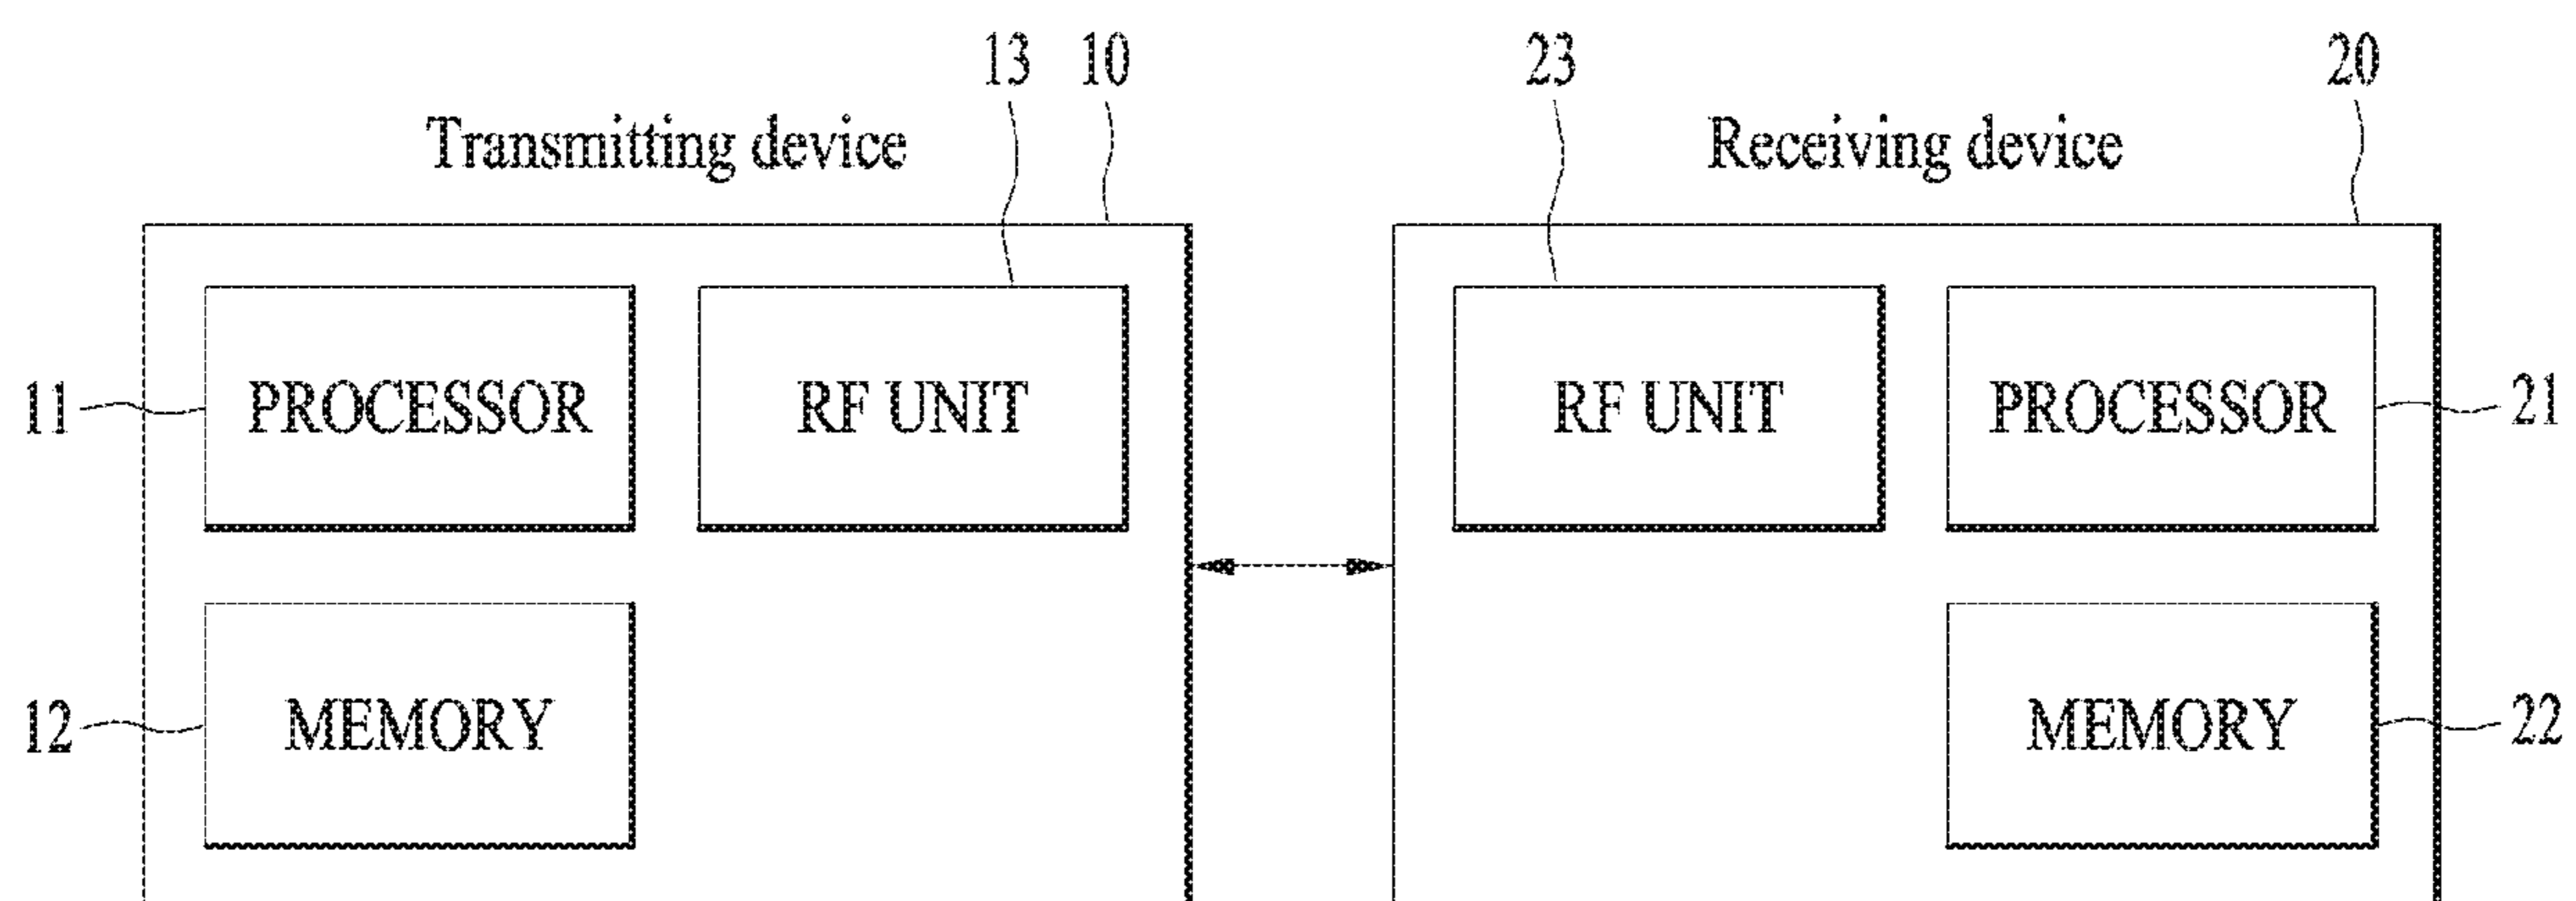 13 10 23 20
Transmitting device Receiving device
11 PROCESSOR RF UNIT RF UNIT PROCESSOR 21
12 MEMORY MEMORY 22